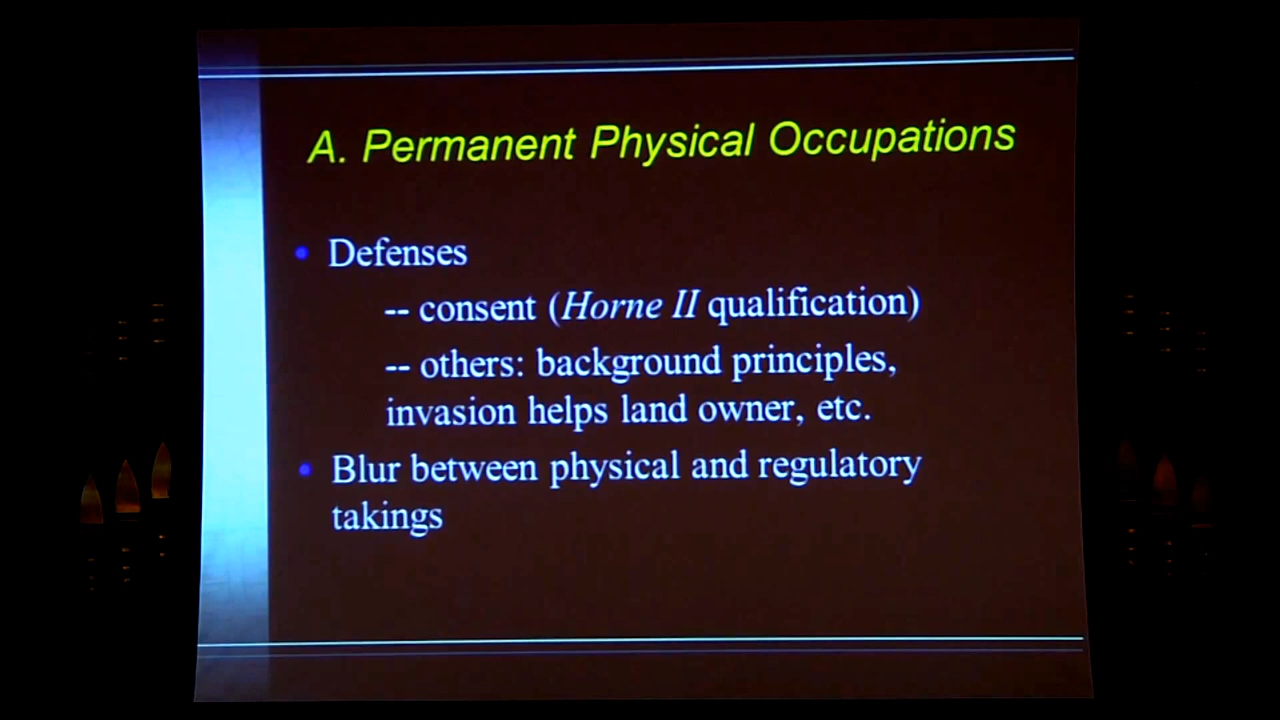 A. Permanent Physical Occupations
• Defenses
-- consent (Horne II qualification)
-- others: background principles,
invasion helps land owner, etc.
• Blur between physical and regulatory
takings